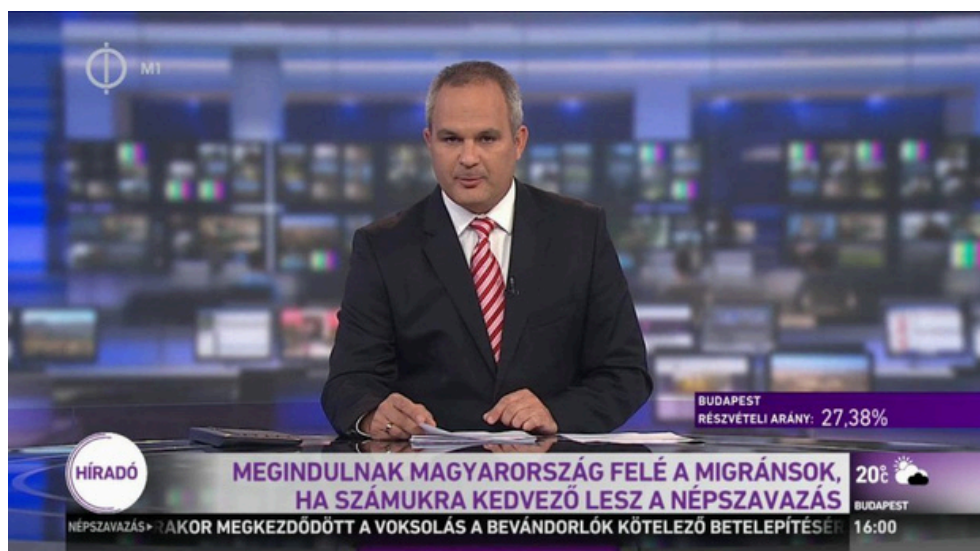 M1
BUDAPEST
RÉSZVÉTELI ARÁNY: 27,38%
HÍRADÓ
MEGINDULNAK MAGYARORSZÁG FELÉ A MIGRÁNSOK,
HA SZÁMUKRA KEDVEZŐ LESZ A NÉPSZAVAZÁS
20°C
BUDAPEST
NÉPSZAVAZÁS RAKOR MEGKEZDŐDÖTT A VOKSOLÁS A BEVÁNDORLÓK KÖTELEZŐ BETELEPÍTÉSÉR
16:00